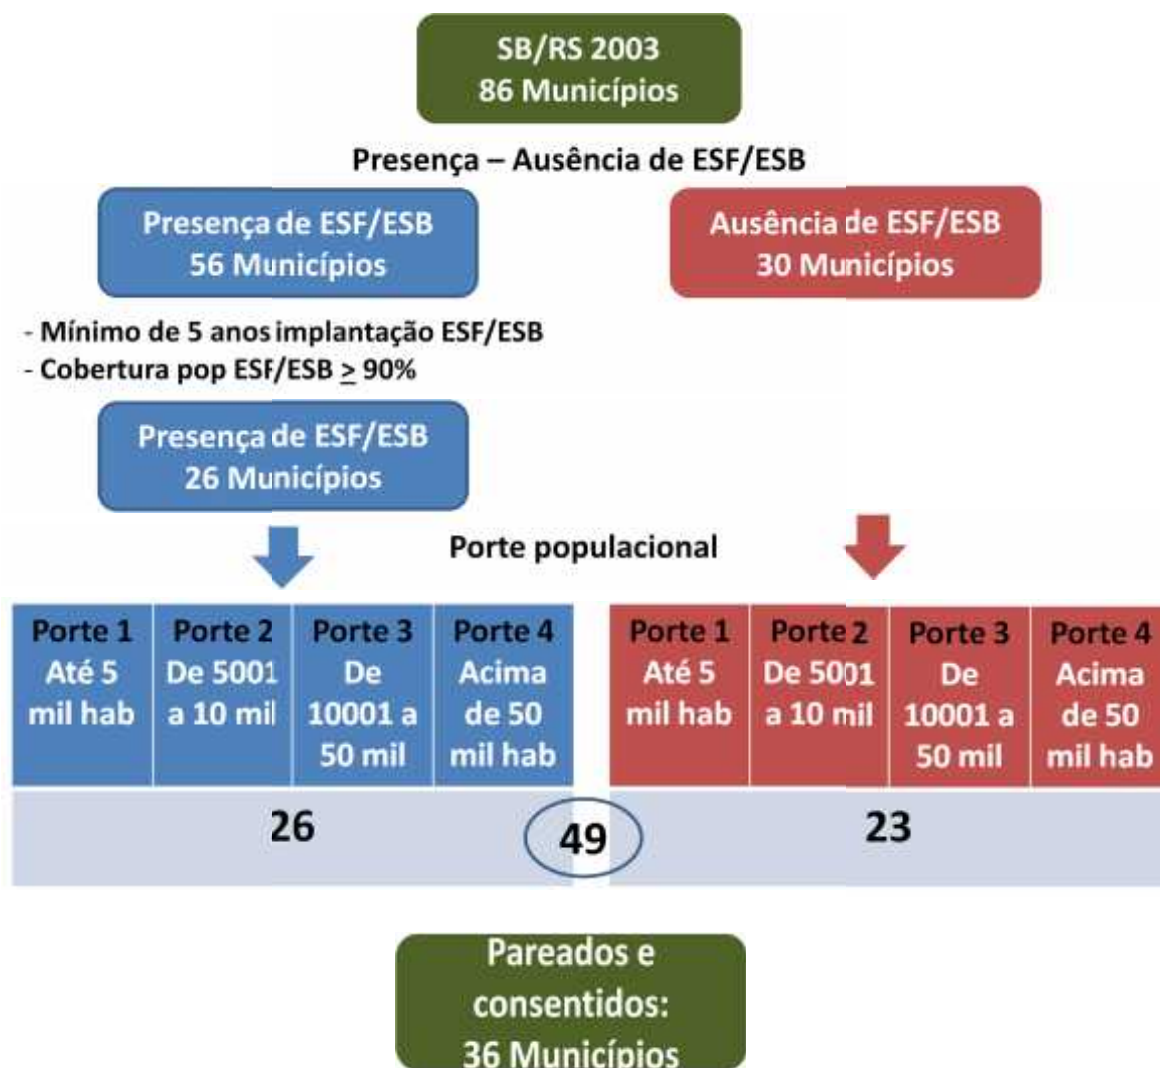 SB/RS 2003
86 Municípios
Presença – Ausência de ESF/ESB
Presença de ESF/ESB
56 Municípios
Ausência de ESF/ESB
30 Municípios
- Mínimo de 5 anos implantação ESF/ESB
- Cobertura pop ESF/ESB ≥ 90%
Presença de ESF/ESB
26 Municípios
Porte populacional
Porte 1
Até 5
mil hab
Porte 2
De 5001
a 10 mil
Porte 3
De
10001 a
50 mil
Porte 4
Acima
de 50
mil hab
Porte 1
Até 5
mil hab
Porte 2
De 5001
a 10 mil
Porte 3
De
10001 a
50 mil
Porte 4
Acima
de 50
mil hab
26
49
23
Pareados e
consentidos:
36 Municípios